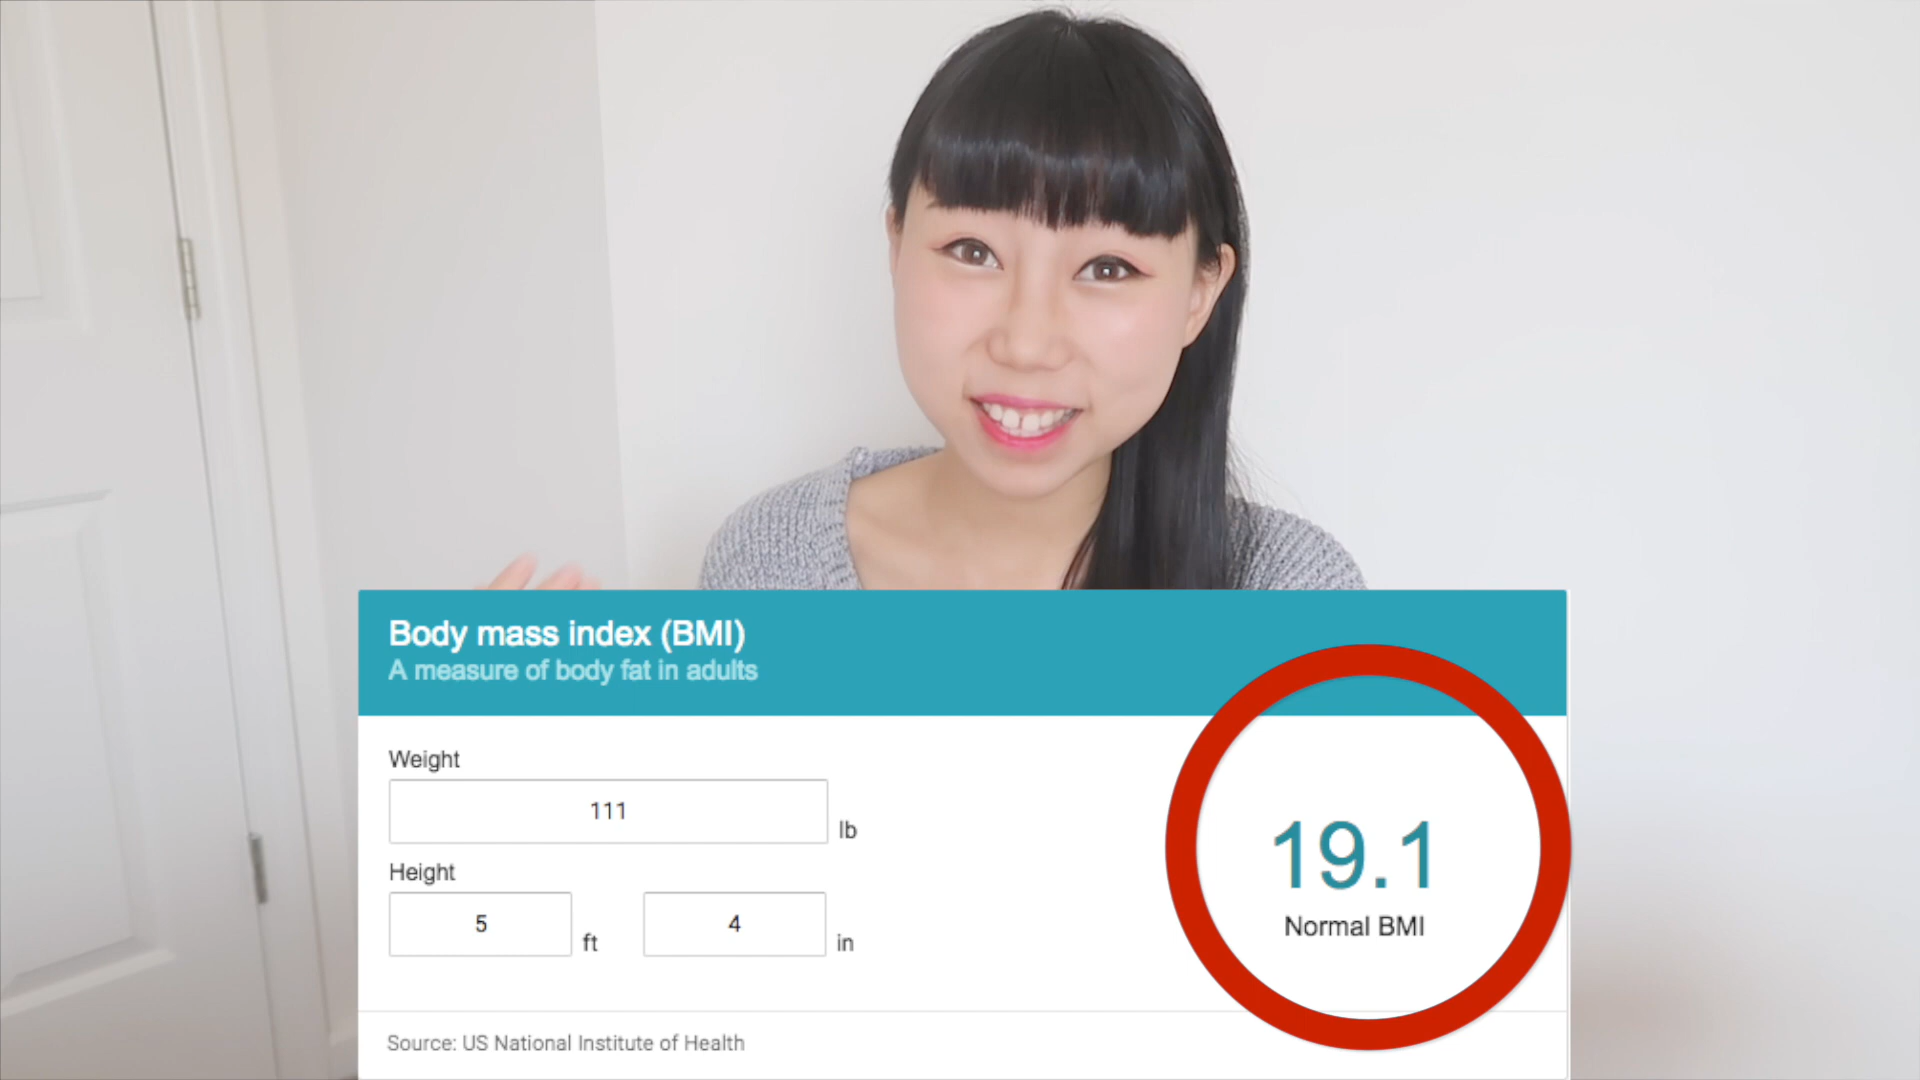 Body mass index (BMI)
A measure of body fat in adults
Weight
111 lb
Height
5 ft 4 in
19.1
Normal BMI
Source: US National Institute of Health